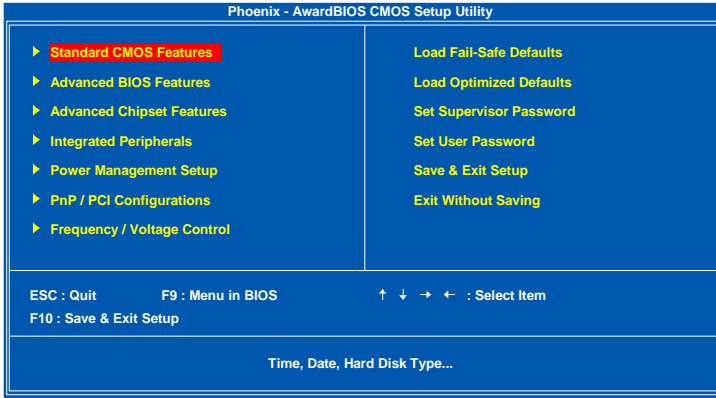 Phoenix - AwardBIOS CMOS Setup Utility
Standard CMOS Features
Advanced BIOS Features
Advanced Chipset Features
Integrated Peripherals
Power Management Setup
PnP / PCI Configurations
Frequency / Voltage Control
Load Fail-Safe Defaults
Load Optimized Defaults
Set Supervisor Password
Set User Password
Save & Exit Setup
Exit Without Saving
ESC : Quit F9 : Menu in BIOS ↑ ↓ → ← : Select Item
F10 : Save & Exit Setup
Time, Date, Hard Disk Type...